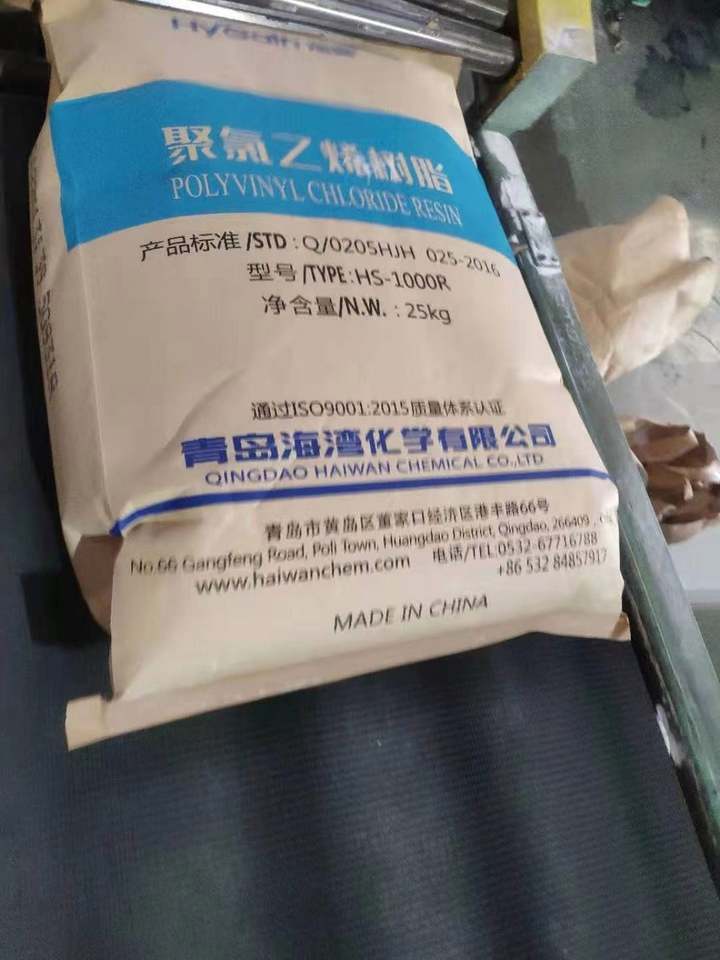 聚氯乙烯树脂
POLYVINYL CHLORIDE RESIN
产品标准/STD：Q/0205HJH 025-2016
型号/TYPE：HS-1000R
净含量/N.W.：25kg
通过ISO9001:2015质量体系认证
青岛海湾化学有限公司
QINGDAO HAIWAN CHEMICAL CO.,LTD
青岛市黄岛区董家口经济区港丰路66号
No.66 Gangfeng Road, Poli Town, Huangdao District, Qingdao, 266409 ,
www.haiwanchem.com 电话/TEL:0532-67716788
+86 532 84857917
MADE IN CHINA